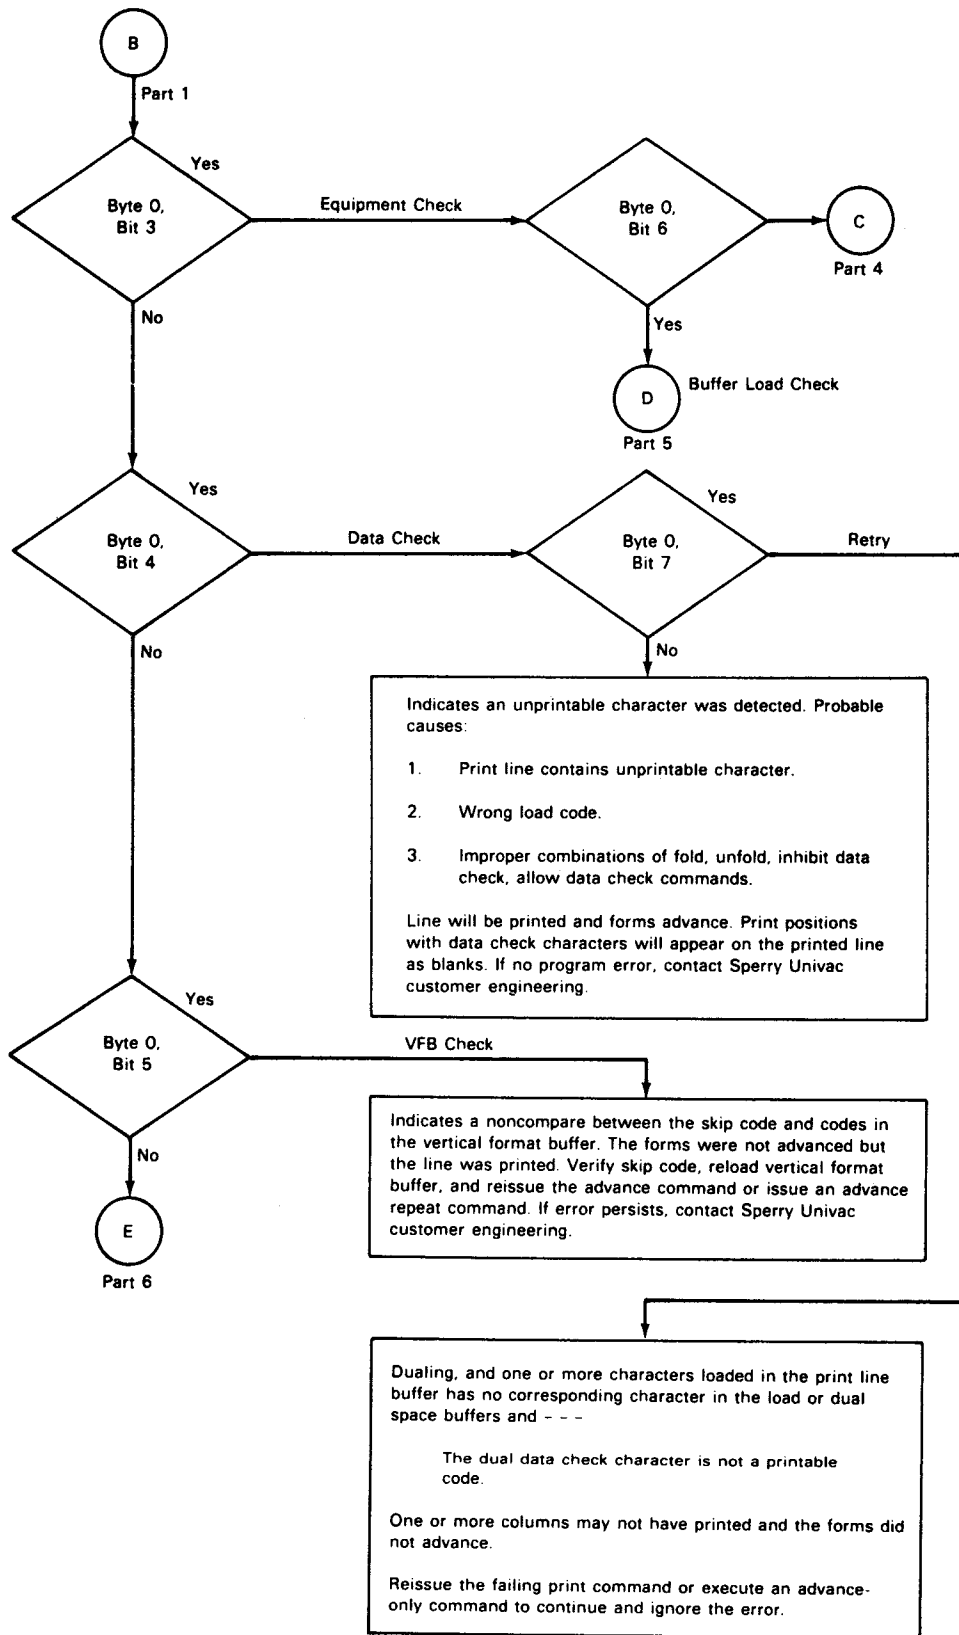 B
Part 1
Yes
Byte 0,
Bit 3
Equipment Check
Byte 0,
Bit 6
C
Part 4
No
Yes
D
Buffer Load Check
Part 5
Yes
Byte 0,
Bit 4
Data Check
Yes
Byte 0,
Bit 7
Retry
No
No
Indicates an unprintable character was detected. Probable
causes:
1. Print line contains unprintable character.
2. Wrong load code.
3. Improper combinations of fold, unfold, inhibit data
check, allow data check commands.
Line will be printed and forms advance. Print positions
with data check characters will appear on the printed line
as blanks. If no program error, contact Sperry Univac
customer engineering.
Yes
Byte 0,
Bit 5
VFB Check
No
E
Part 6
Indicates a noncompare between the skip code and codes in
the vertical format buffer. The forms were not advanced but
the line was printed. Verify skip code, reload vertical format
buffer, and reissue the advance command or issue an advance
repeat command. If error persists, contact Sperry Univac
customer engineering.
Dualing, and one or more characters loaded in the print line
buffer has no corresponding character in the load or dual
space buffers and - - -
The dual data check character is not a printable
code.
One or more columns may not have printed and the forms did
not advance.
Reissue the failing print command or execute an advance-
only command to continue and ignore the error.